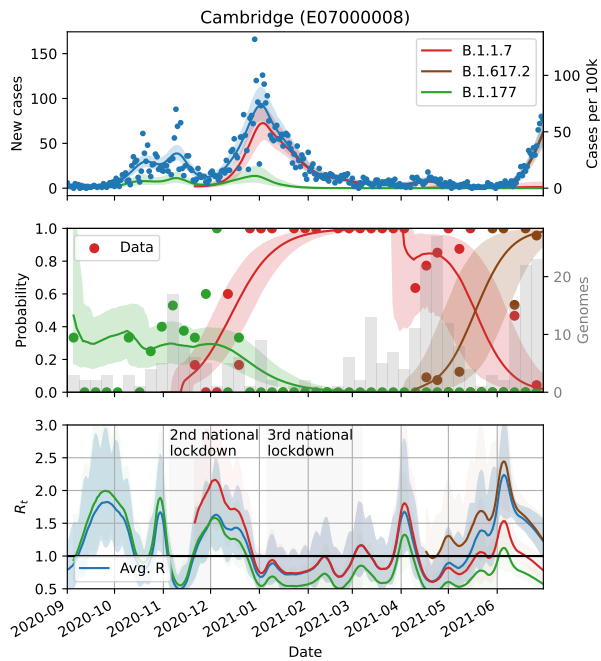 Cambridge (E07000008)
New cases
150
100
50
0
B.1.1.7
B.1.617.2
B.1.177
100
50
0
Cases per 100k
Probability
1.0
0.8
0.6
0.4
0.2
0.0
Data
20
10
0
Genomes
R_t
3.0
2.5
2.0
1.5
1.0
0.5
2nd national
lockdown
3rd national
lockdown
Avg. R
2020-09
2020-10
2020-11
2020-12
2021-01
2021-02
2021-03
2021-04
2021-05
2021-06
Date